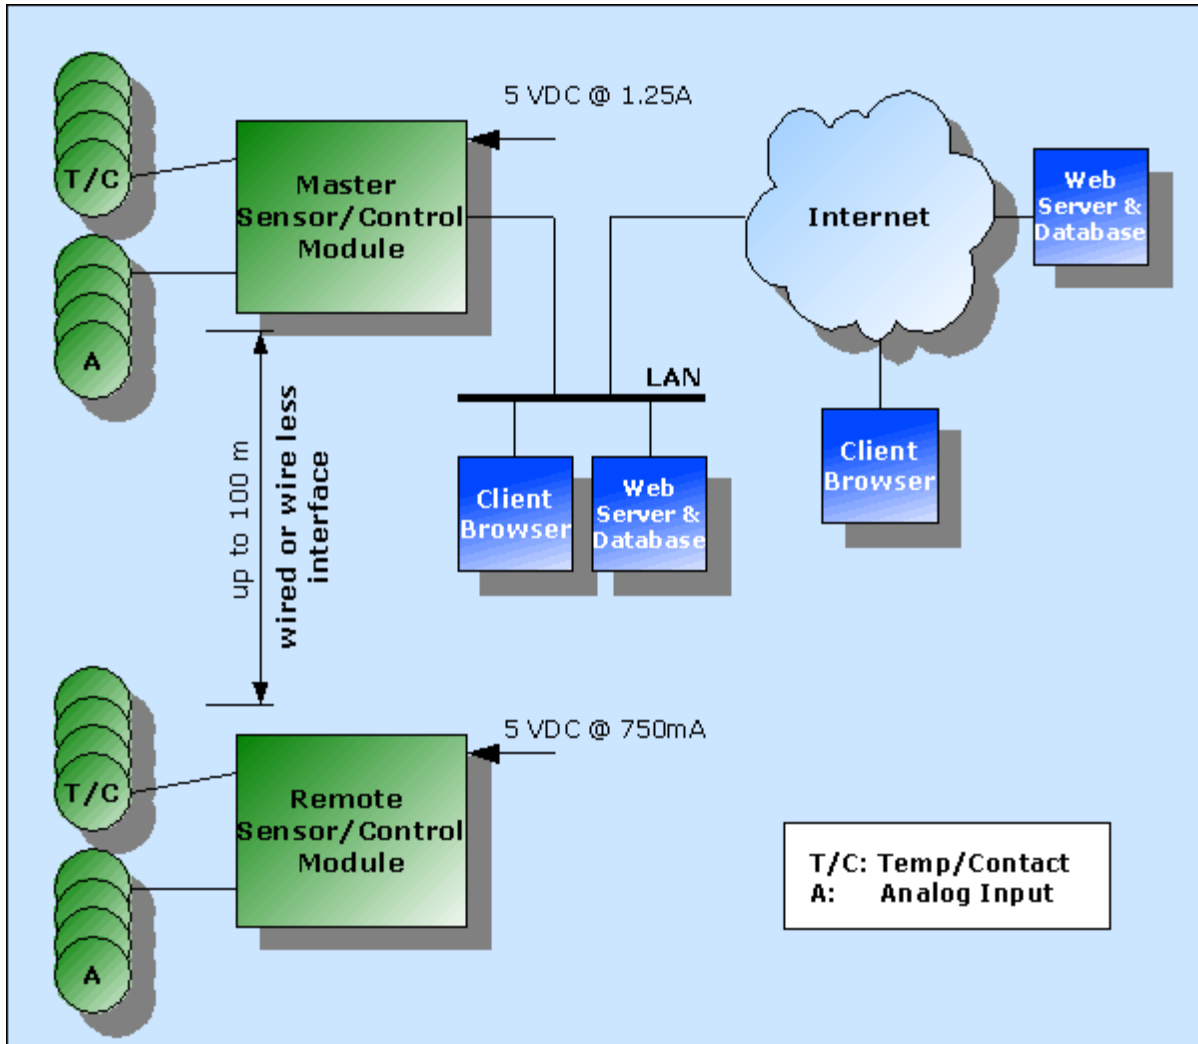 5 VDC @ 1.25A
T/C
Master
Sensor/Control
Module
A
Internet
Web
Server &
Database
LAN
Client
Browser
Web
Server &
Database
Client
Browser
up to 100 m
wired or wire less
interface
5 VDC @ 750mA
T/C
Remote
Sensor/Control
Module
A
T/C: Temp/Contact
A: Analog Input